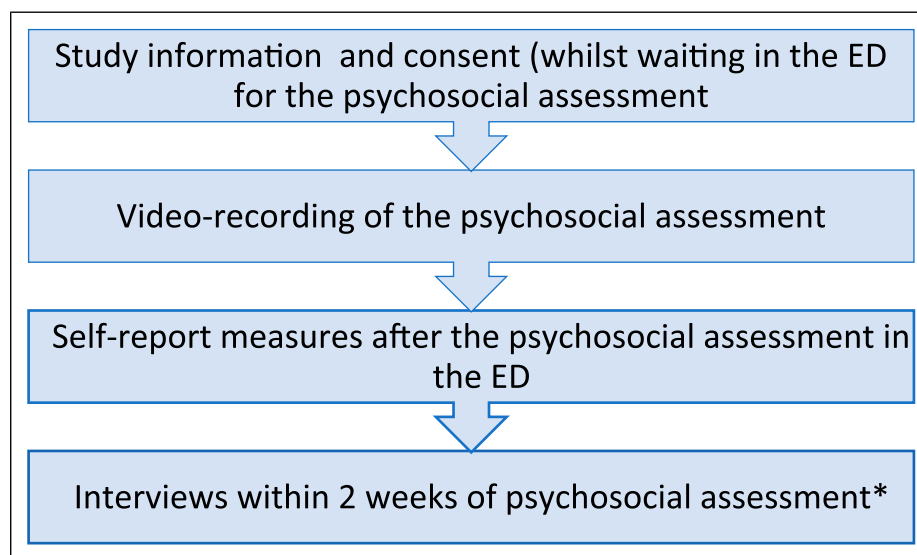 Study information and consent (whilst waiting in the ED
for the psychosocial assessment
Video-recording of the psychosocial assessment
Self-report measures after the psychosocial assessment in
the ED
Interviews within 2 weeks of psychosocial assessment*